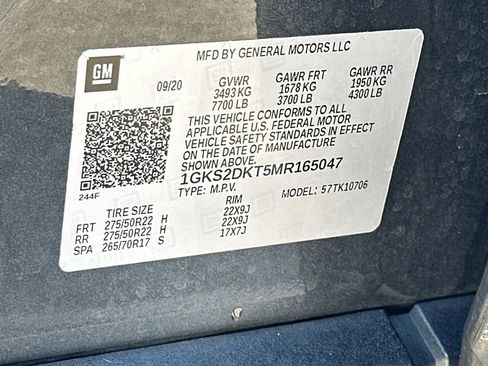 MFD BY GENERAL MOTORS LLC
GM
09/20 GVWR GAWR FRT GAWR RR
3493 KG 1678 KG 1950 KG
7700 LB 3700 LB 4300 LB
THIS VEHICLE CONFORMS TO ALL
APPLICABLE U.S. FEDERAL MOTOR
VEHICLE SAFETY STANDARDS IN EFFECT
ON THE DATE OF MANUFACTURE SHOWN ABOVE.
1GKS2DKT5MR165047
TYPE: M.P.V. MODEL: 57TK10706
244F
TIRE SIZE RIM
FRT 275/50R22 H 22X9J
RR 275/50R22 H 22X9J
SPA 265/70R17 S 17X7J